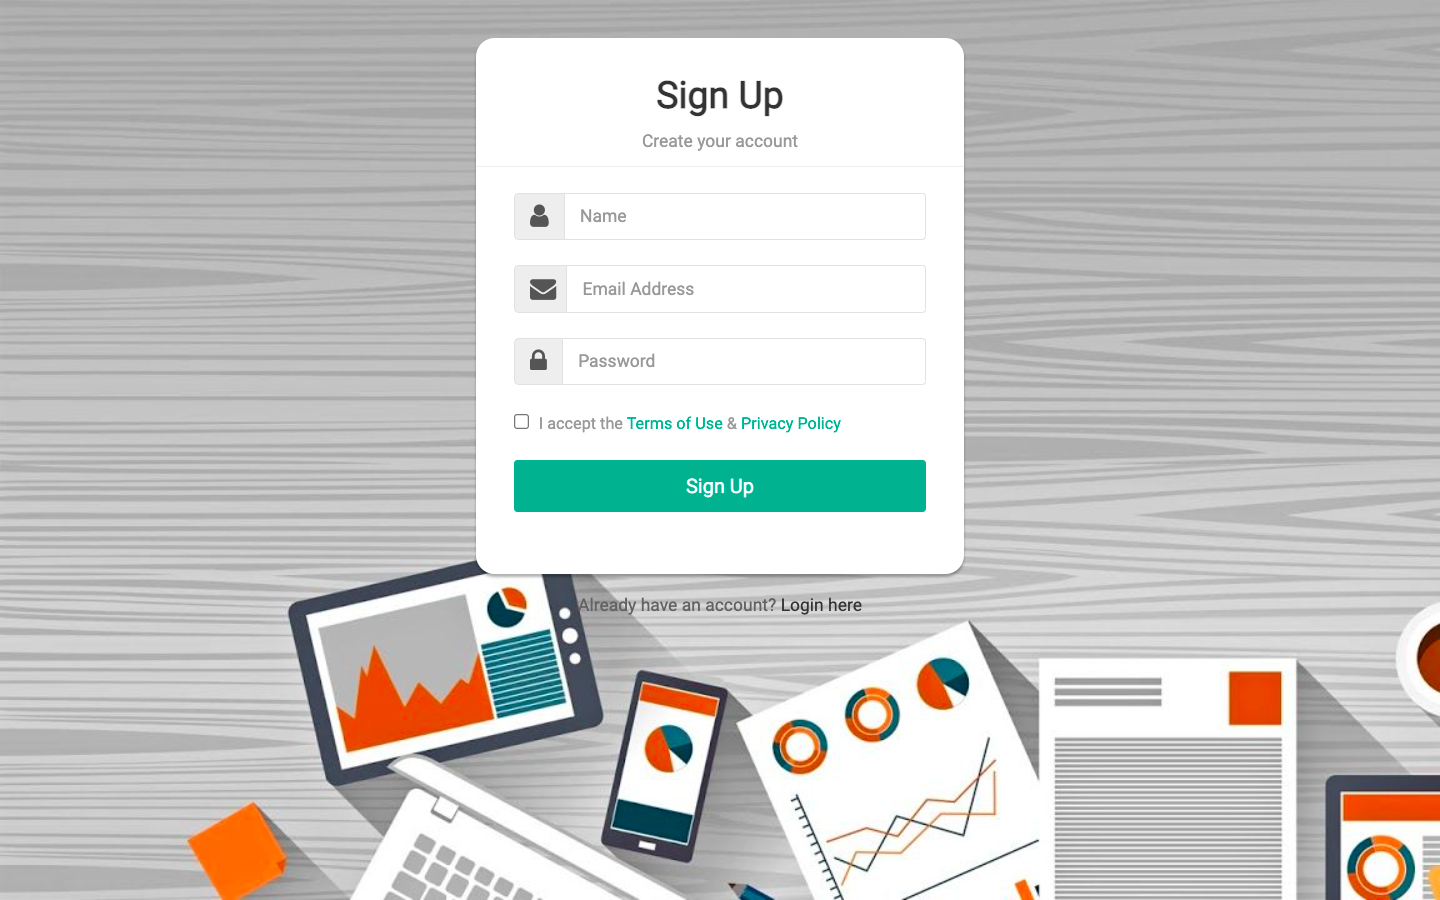 Sign Up
Create your account
Name
Email Address
Password
I accept the Terms of Use & Privacy Policy
Sign Up
Already have an account? Login here